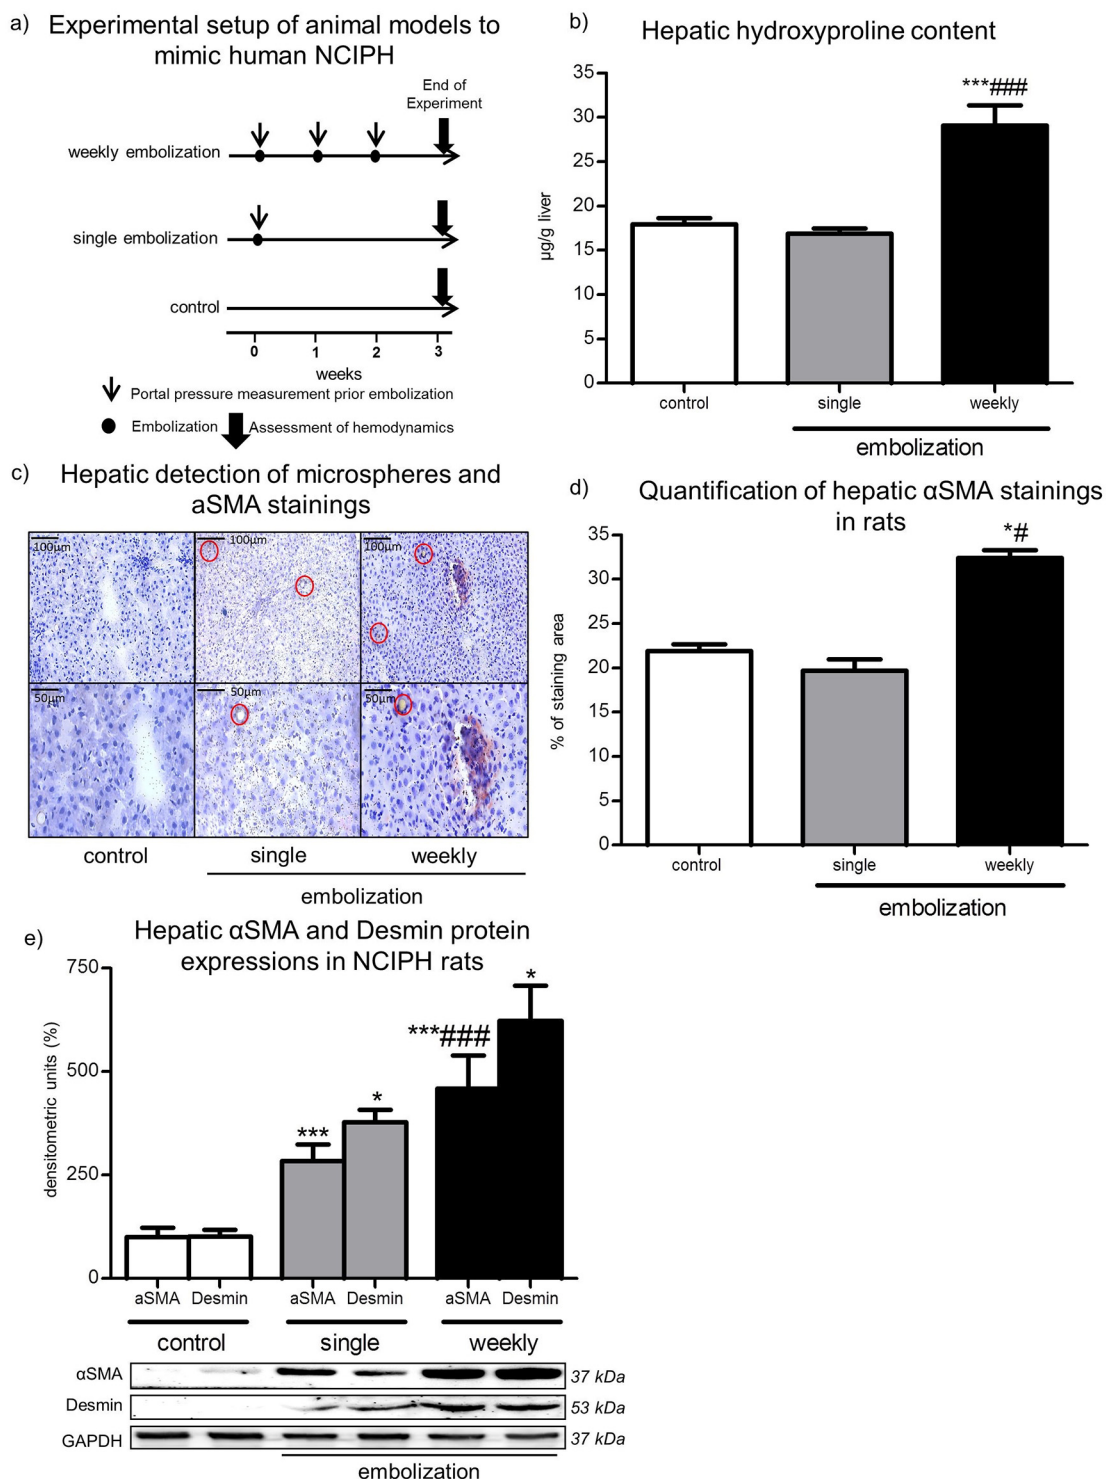 a) Experimental setup of animal models to
mimic human NCIPH
End of
Experiment
weekly embolization
single embolization
control
0 1 2 3
weeks
Portal pressure measurement prior embolization
Embolization
Assessment of hemodynamics
b) Hepatic hydroxyproline content
µg/g liver
35
30
25
20
15
10
5
0
***###
control single weekly
embolization
c) Hepatic detection of microspheres and
aSMA stainings
100µm 100µm 100µm
50µm 50µm 50µm
control single weekly
embolization
d) Quantification of hepatic αSMA stainings
in rats
% of staining area
35
30
25
20
15
10
5
0
*#
control single weekly
embolization
e) Hepatic αSMA and Desmin protein
expressions in NCIPH rats
densitometric units (%)
750
500
250
0
***
*
***###
*
aSMA Desmin aSMA Desmin aSMA Desmin
control single weekly
αSMA 37 kDa
Desmin 53 kDa
GAPDH 37 kDa
embolization